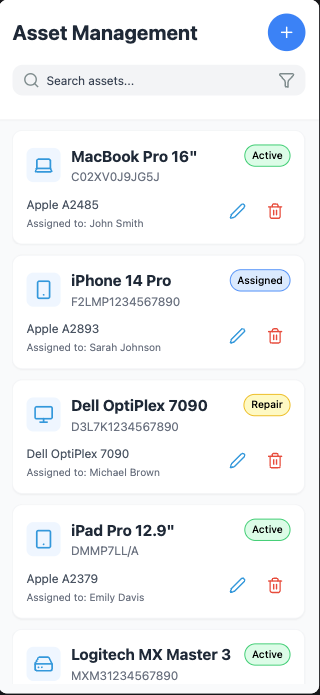 Asset Management
Search assets...
MacBook Pro 16"
Active
C02XV0J9JG5J
Apple A2485
Assigned to: John Smith
iPhone 14 Pro
Assigned
F2LMP1234567890
Apple A2893
Assigned to: Sarah Johnson
Dell OptiPlex 7090
Repair
D3L7K1234567890
Dell OptiPlex 7090
Assigned to: Michael Brown
iPad Pro 12.9"
Active
DMMP7LL/A
Apple A2379
Assigned to: Emily Davis
Logitech MX Master 3
Active
MXM31234567890